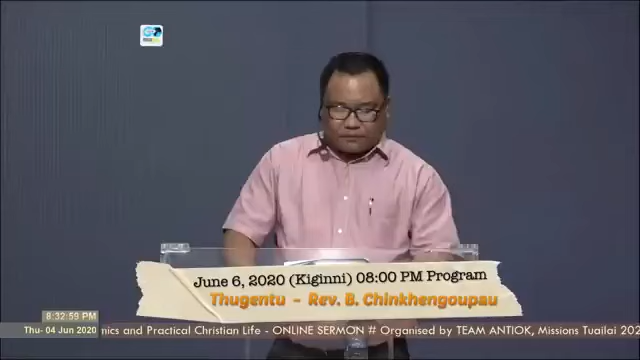 June 6, 2020 (Kiginni) 08:00 PM Program
Thugentu - Rev. B. Chinkhengoupau
8:32:59 PM
Thu- 04 Jun 2020
nics and Practical Christian Life - ONLINE SERMON # Organised by TEAM ANTIOK, Missions Tuailai 202